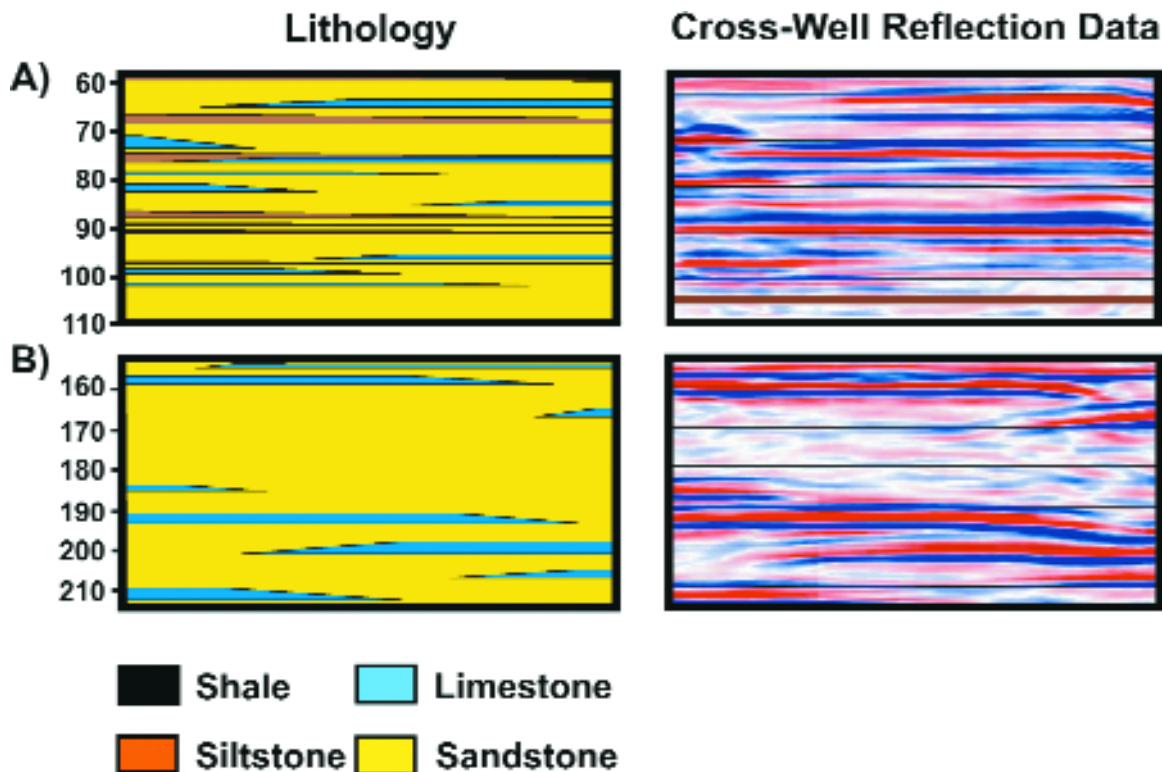 Lithology
Cross-Well Reflection Data
A)
60
70
80
90
100
110
B)
160
170
180
190
200
210
Shale
Limestone
Siltstone
Sandstone